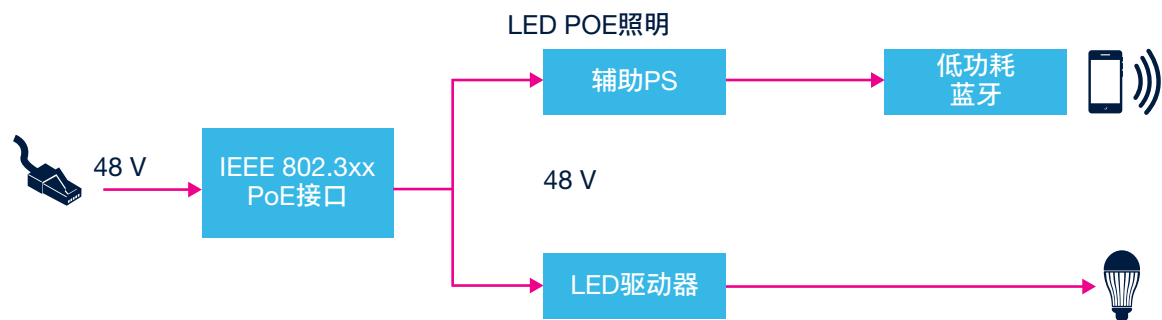 LED POE照明
辅助PS
低功耗
蓝牙
48 V
IEEE 802.3xx
PoE接口
48 V
LED驱动器